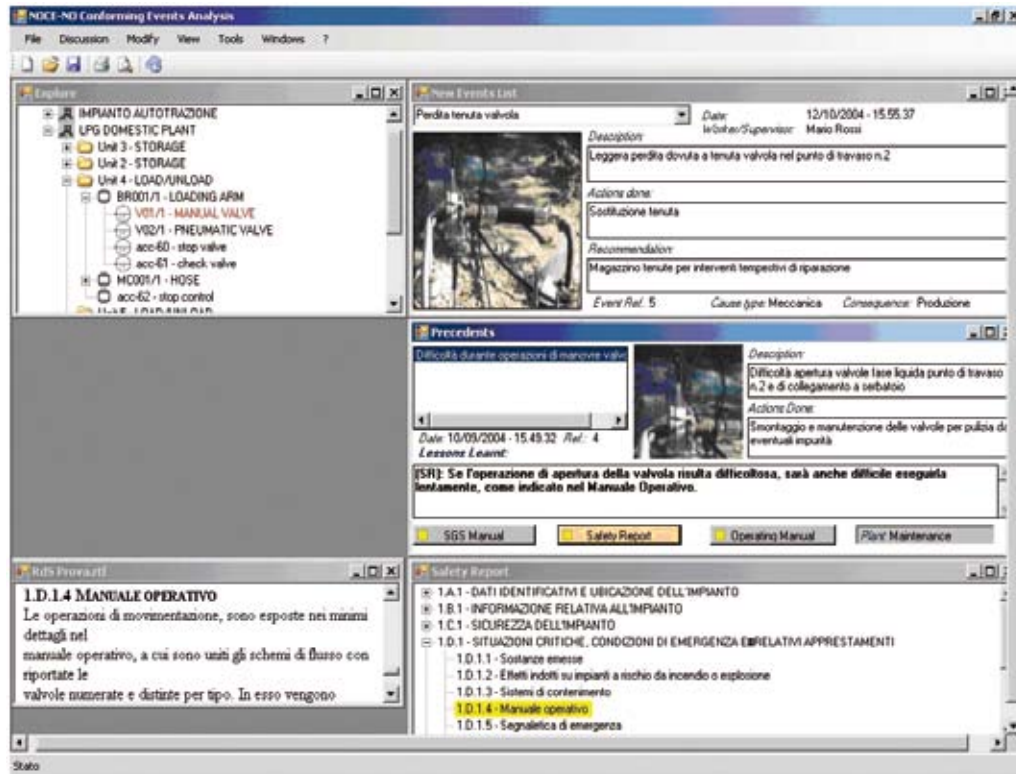 NOCE-NO Conforming Events Analysis
File Discussion Modify View Tools Windows ?
Explore
IMPIANTO AUTOTRAZIONE
LPG DOMESTIC PLANT
Unit 3 - STORAGE
Unit 2 - STORAGE
Unit 4 - LOAD/UNLOAD
BR001/1 - LOADING ARM
V01/1 - MANUAL VALVE
V02/1 - PNEUMATIC VALVE
acc-60 - stop valve
acc-61 - check valve
MC001/1 - HOSE
acc-62 - stop control
Unit 5 - LOAD/UNLOAD
New Events List
Perdita tenuta valvola
Date: 12/10/2004 - 15.55.37
Worker/Supervisor: Mario Rossi
Description:
Leggera perdita dovuta a tenuta valvola nel punto di travaso n.2
Actions done:
Sostituzione tenuta
Recommendation:
Magazzino tenute per interventi tempestivi di riparazione
Event Ref. 5 Cause type: Meccanica Consequence: Produzione
Precedents
Difficoltà durante operazioni di manovre valvo
Description:
Difficoltà apertura valvole fase liquida punto di travaso
n.2 e di collegamento a serbatoio
Actions Done:
Smontaggio e manutenzione delle valvole per pulizia da
eventuali impurità
Date: 10/09/2004 - 15.49.32 Ref.: 4
Lessons Learnt:
(SR): Se l'operazione di apertura della valvola risulta difficoltosa, sarà anche difficile eseguirla
lentamente, come indicato nel Manuale Operativo.
SGS Manual Safety Report Operating Manual Plant Maintenance
RdS Prova.rtf
1.D.1.4 MANUALE OPERATIVO
Le operazioni di movimentazione, sono esposte nei minimi
dettagli nel
manuale operativo, a cui sono uniti gli schemi di flusso con
riportate le
valvole numerate e distinte per tipo. In esso vengono
Safety Report
1.A.1 - DATI IDENTIFICATIVI E UBICAZIONE DELL'IMPIANTO
1.B.1 - INFORMAZIONE RELATIVA ALL'IMPIANTO
1.C.1 - SICUREZZA DELL'IMPIANTO
1.D.1 - SITUAZIONI CRITICHE, CONDIZIONI DI EMERGENZA E RELATIVI APPRESTAMENTI
1.D.1.1 - Sostanze emesse
1.D.1.2 - Effetti indotti su impianti a rischio da incendio o esplosione
1.D.1.3 - Sistemi di contenimento
1.D.1.4 - Manuale operativo
1.D.1.5 - Segnaletica di emergenza
Stato